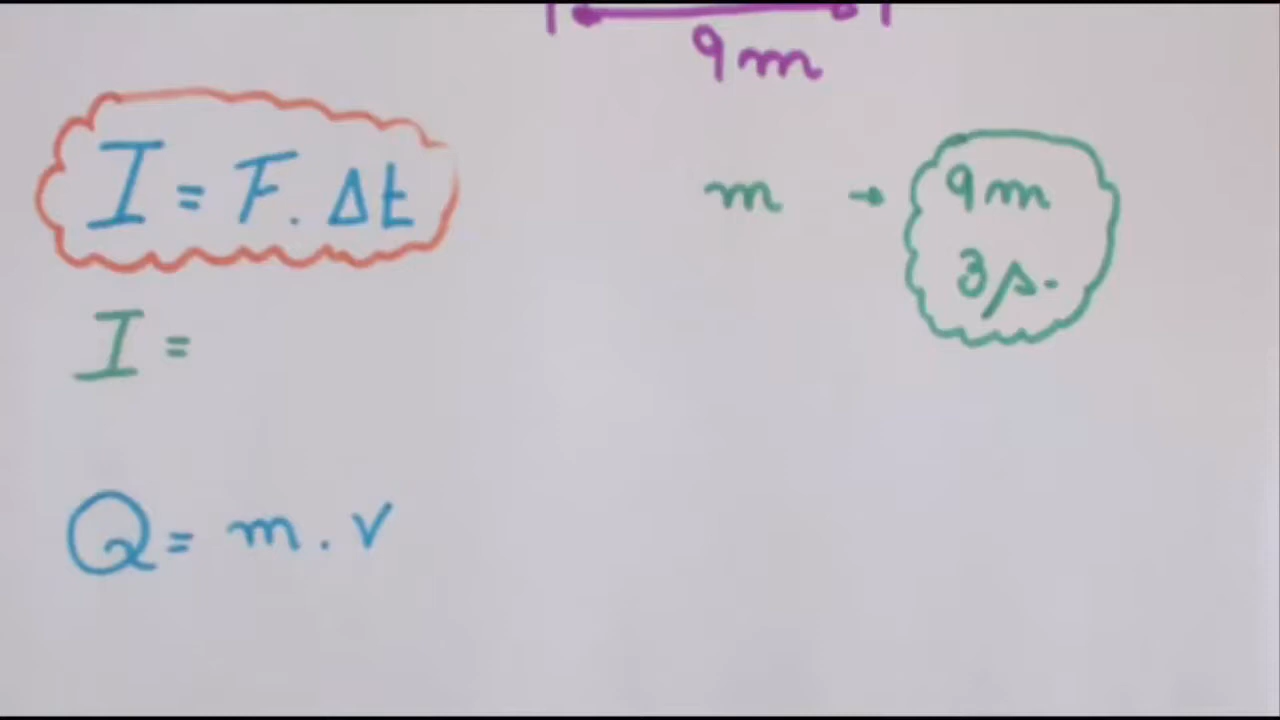 9m
I = F. Δt
m → 9m
3s.
I =
Q = m . v